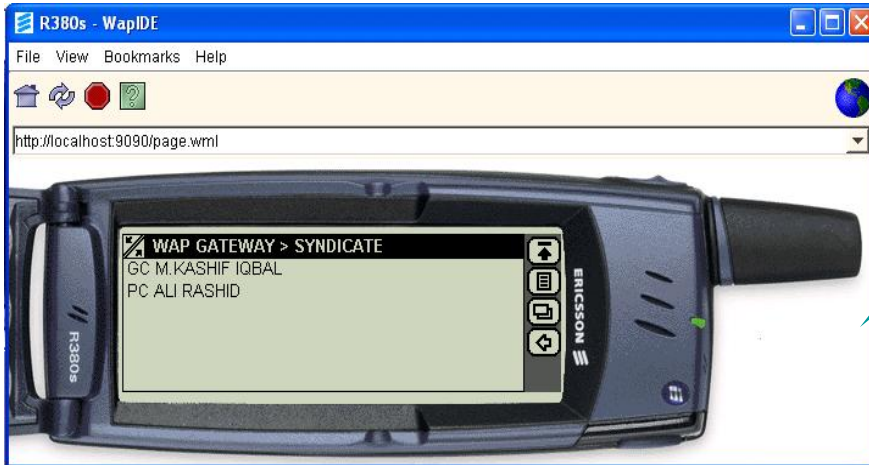 R380s - WapIDE
File View Bookmarks Help
http://localhost:9090/page.wml
WAP GATEWAY > SYNDICATE
GC M.KASHIF IQBAL
PC ALI RASHID
ERICSSON
R380s